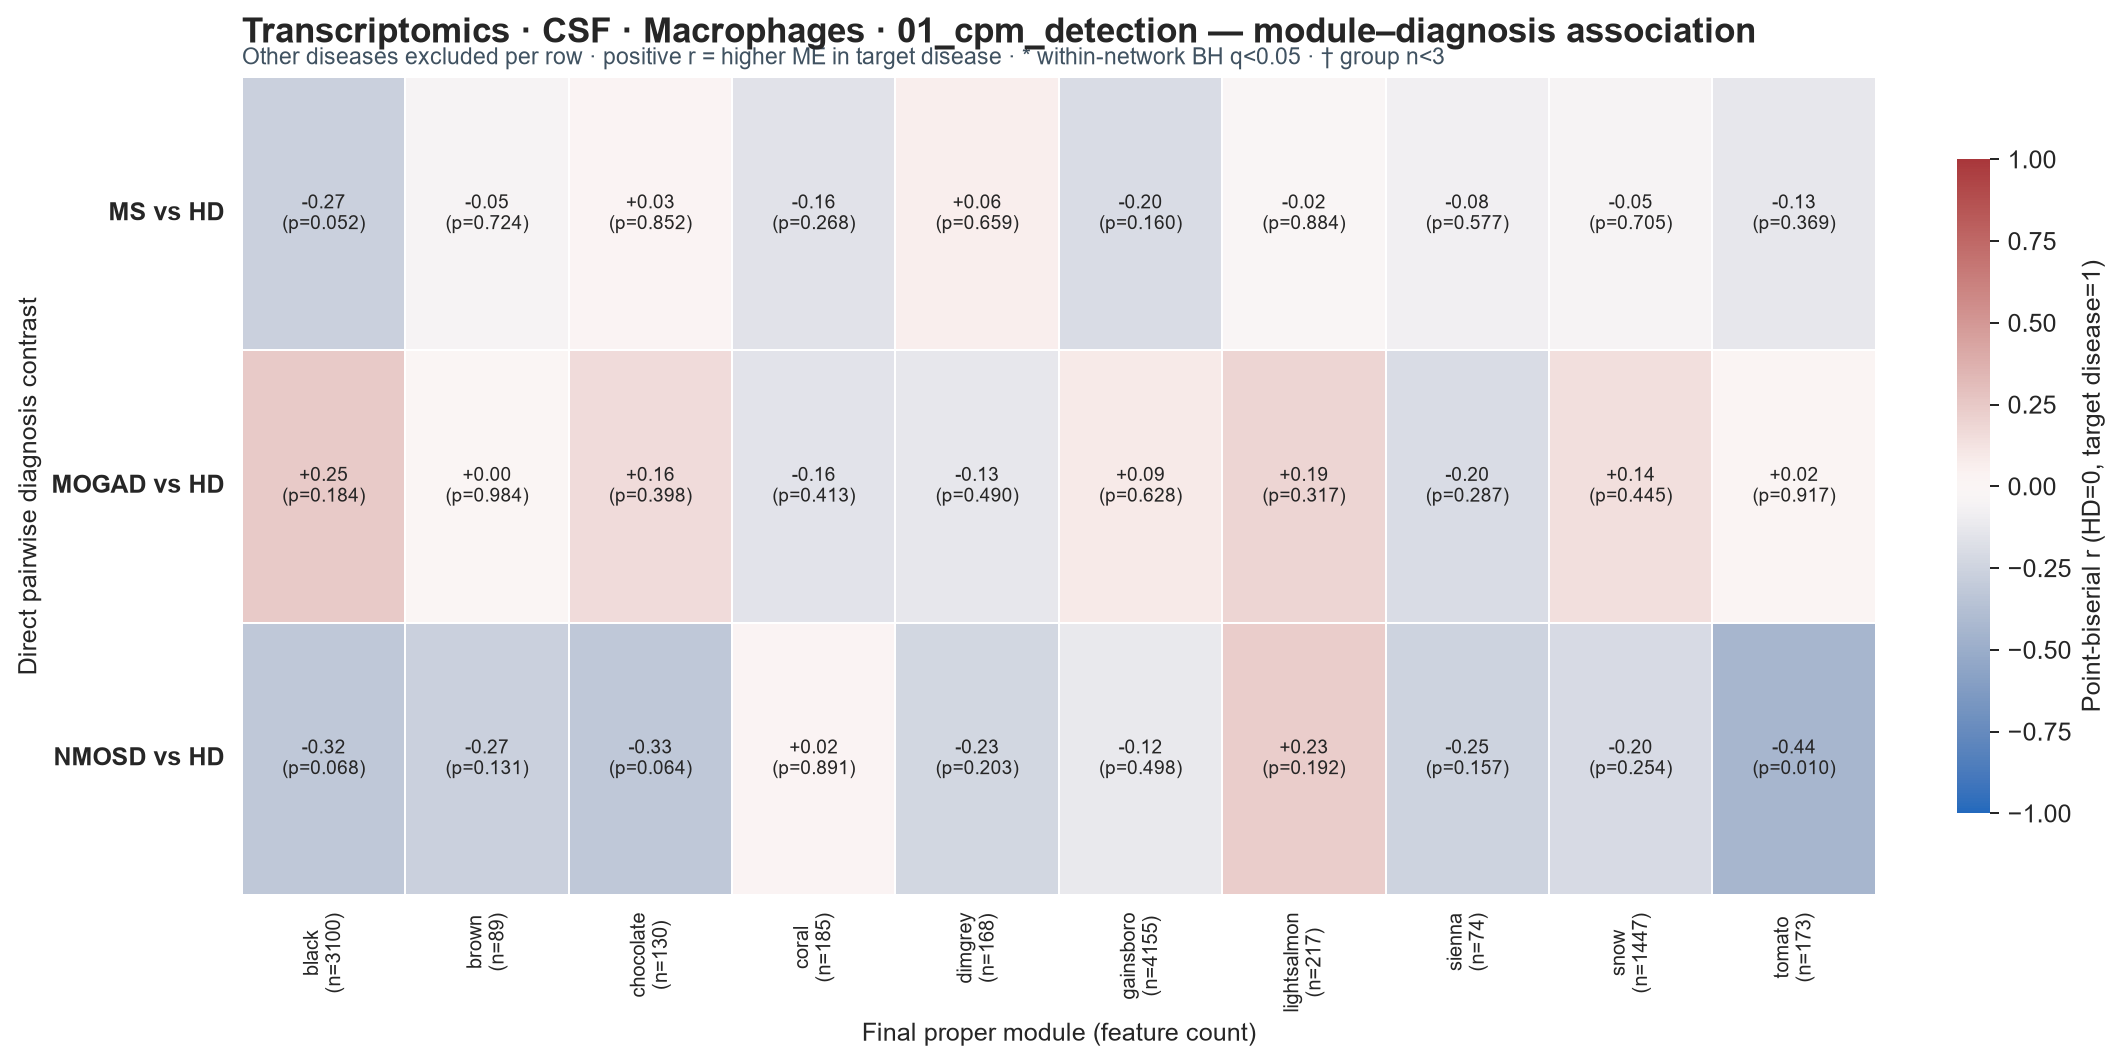 Transcriptomics · CSF · Macrophages · 01_cpm_detection — module–diagnosis association
Other diseases excluded per row · positive r = higher ME in target disease · * within-network BH q<0.05 · † group n<3
Direct pairwise diagnosis contrast
MS vs HD
-0.27 -0.05 +0.03 -0.16 +0.06 -0.20 -0.02 -0.08 -0.05 -0.13
(p=0.052) (p=0.724) (p=0.852) (p=0.268) (p=0.659) (p=0.160) (p=0.884) (p=0.577) (p=0.705) (p=0.369)
MOGAD vs HD
+0.25 +0.00 +0.16 -0.16 -0.13 +0.09 +0.19 -0.20 +0.14 +0.02
(p=0.184) (p=0.984) (p=0.398) (p=0.413) (p=0.490) (p=0.628) (p=0.317) (p=0.287) (p=0.445) (p=0.917)
NMOSD vs HD
-0.32 -0.27 -0.33 +0.02 -0.23 -0.12 +0.23 -0.25 -0.20 -0.44
(p=0.068) (p=0.131) (p=0.064) (p=0.891) (p=0.203) (p=0.498) (p=0.192) (p=0.157) (p=0.254) (p=0.010)
black
(n=3100)
brown
(n=89)
chocolate
(n=130)
coral
(n=185)
dimgrey
(n=168)
gainsboro
(n=4155)
lightsalmon
(n=217)
sienna
(n=74)
snow
(n=1447)
tomato
(n=173)
Final proper module (feature count)
1.00
0.75
0.50
0.25
0.00
−0.25
−0.50
−0.75
−1.00
Point-biserial r (HD=0, target disease=1)